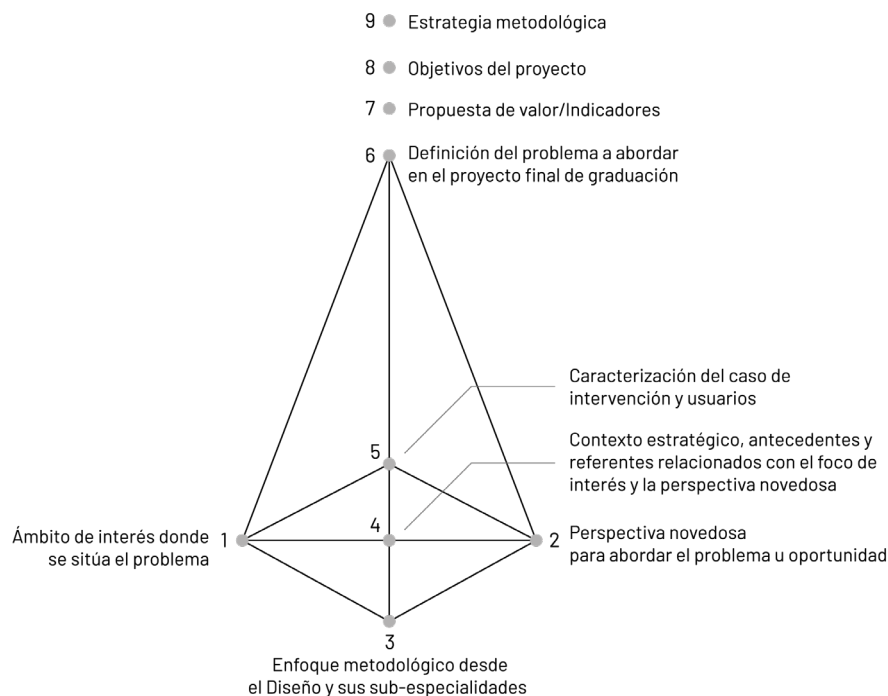 9 Estrategia metodológica
8 Objetivos del proyecto
7 Propuesta de valor/Indicadores
6 Definición del problema a abordar
en el proyecto final de graduación
Caracterización del caso de
intervención y usuarios
5
Contexto estratégico, antecedentes y
referentes relacionados con el foco de
interés y la perspectiva novedosa
4
Ámbito de interés donde
se sitúa el problema
1
2 Perspectiva novedosa
para abordar el problema u oportunidad
3
Enfoque metodológico desde
el Diseño y sus sub-especialidades